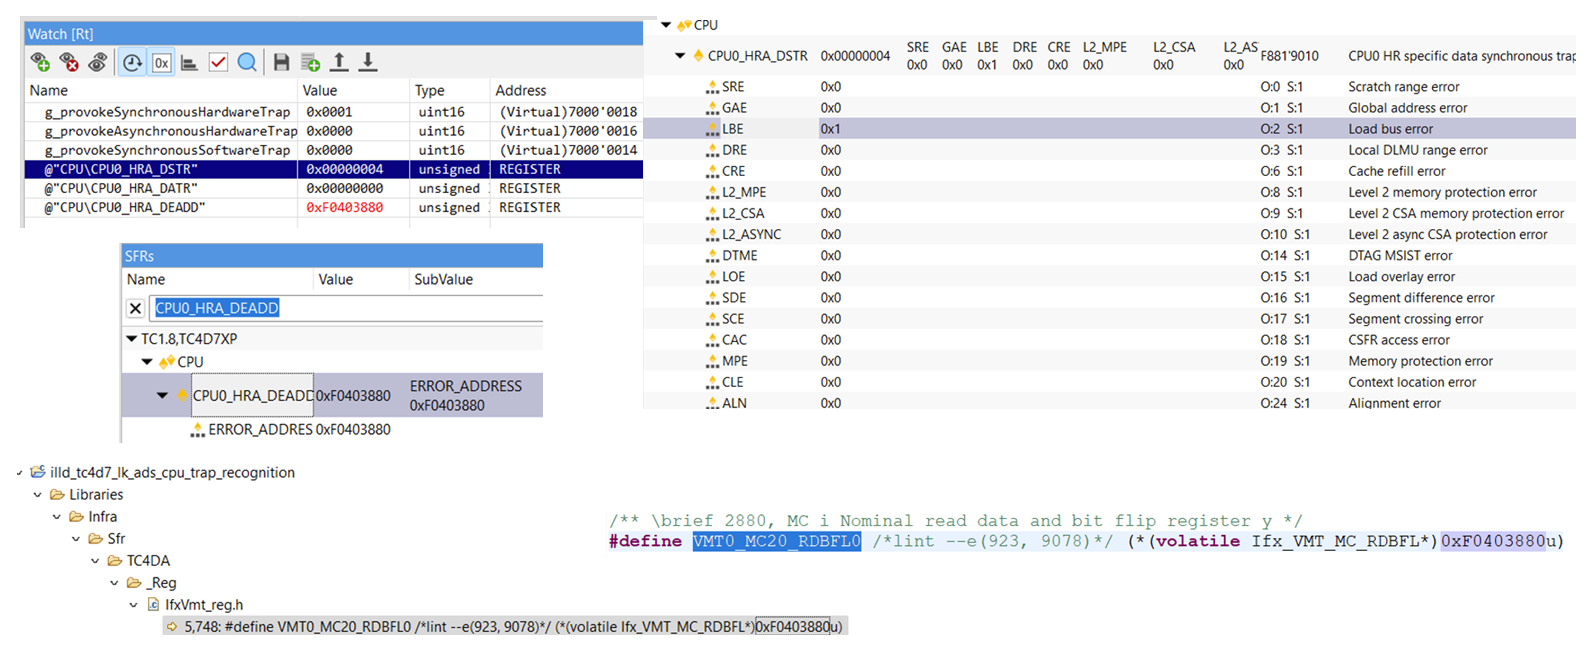 Watch [Rt]
0x
Name Value Type Address
g_provokeSynchronousHardwareTrap 0x0001 uint16 (Virtual)7000'0018
g_provokeAsynchronousHardwareTrap 0x0000 uint16 (Virtual)7000'0016
g_provokeSynchronousSoftwareTrap 0x0000 uint16 (Virtual)7000'0014
@"CPU\CPU0_HRA_DSTR" 0x00000004 unsigned REGISTER
@"CPU\CPU0_HRA_DATR" 0x00000000 unsigned REGISTER
@"CPU\CPU0_HRA_DEADD" 0xF0403880 unsigned REGISTER
CPU
CPU0_HRA_DSTR 0x00000004 SRE GAE LBE DRE CRE L2_MPE L2_CSA L2_AS F881'9010 CPU0 HR specific data synchronous trap
0x0 0x0 0x1 0x0 0x0 0x0 0x0 0x0
SRE 0x0 O:0 S:1 Scratch range error
GAE 0x0 O:1 S:1 Global address error
LBE 0x1 O:2 S:1 Load bus error
DRE 0x0 O:3 S:1 Local DLMU range error
CRE 0x0 O:6 S:1 Cache refill error
L2_MPE 0x0 O:8 S:1 Level 2 memory protection error
L2_CSA 0x0 O:9 S:1 Level 2 CSA memory protection error
L2_ASYNC 0x0 O:10 S:1 Level 2 async CSA protection error
DTME 0x0 O:14 S:1 DTAG MSIST error
LOE 0x0 O:15 S:1 Load overlay error
SDE 0x0 O:16 S:1 Segment difference error
SCE 0x0 O:17 S:1 Segment crossing error
CAC 0x0 O:18 S:1 CSFR access error
MPE 0x0 O:19 S:1 Memory protection error
CLE 0x0 O:20 S:1 Context location error
ALN 0x0 O:24 S:1 Alignment error
SFRs
Name Value SubValue
CPU0_HRA_DEADD
TC1.8,TC4D7XP
CPU
CPU0_HRA_DEADD 0xF0403880 ERROR_ADDRESS
0xF0403880
ERROR_ADDRES 0xF0403880
illd_tc4d7_lk_ads_cpu_trap_recognition
Libraries
Infra
Sfr
TC4DA
_Reg
IfxVmt_reg.h
5,748: #define VMT0_MC20_RDBFL0 /*lint --e(923, 9078)*/ (*(volatile Ifx_VMT_MC_RDBFL*)0xF0403880u)
/** \brief 2880, MC i Nominal read data and bit flip register y */
#define VMT0_MC20_RDBFL0 /*lint --e(923, 9078)*/ (*(volatile Ifx_VMT_MC_RDBFL*)0xF0403880u)